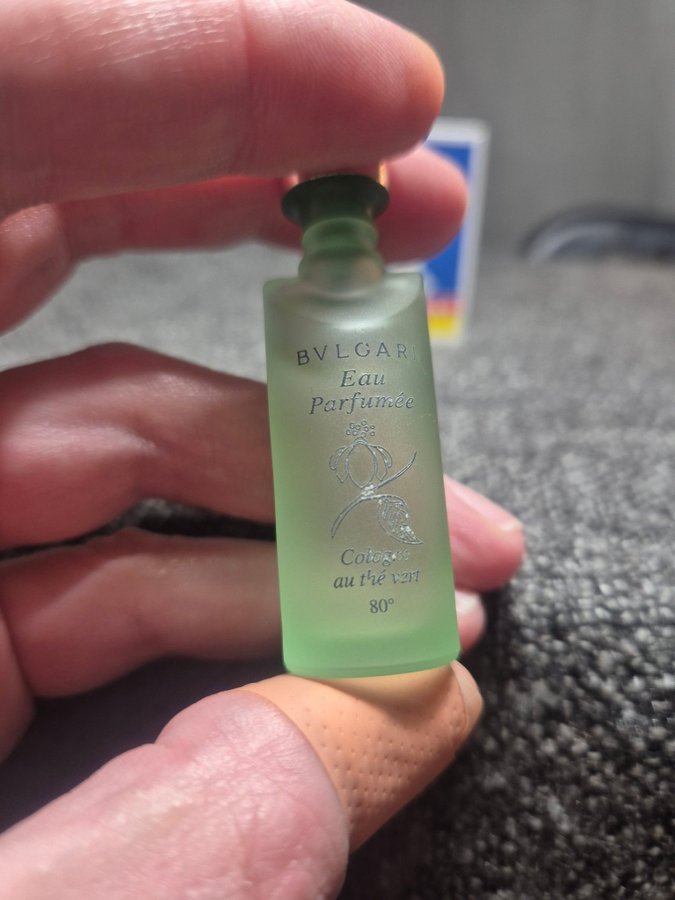 BVLGARI
Eau
Parfumée
Cologne
au thé vert
80°